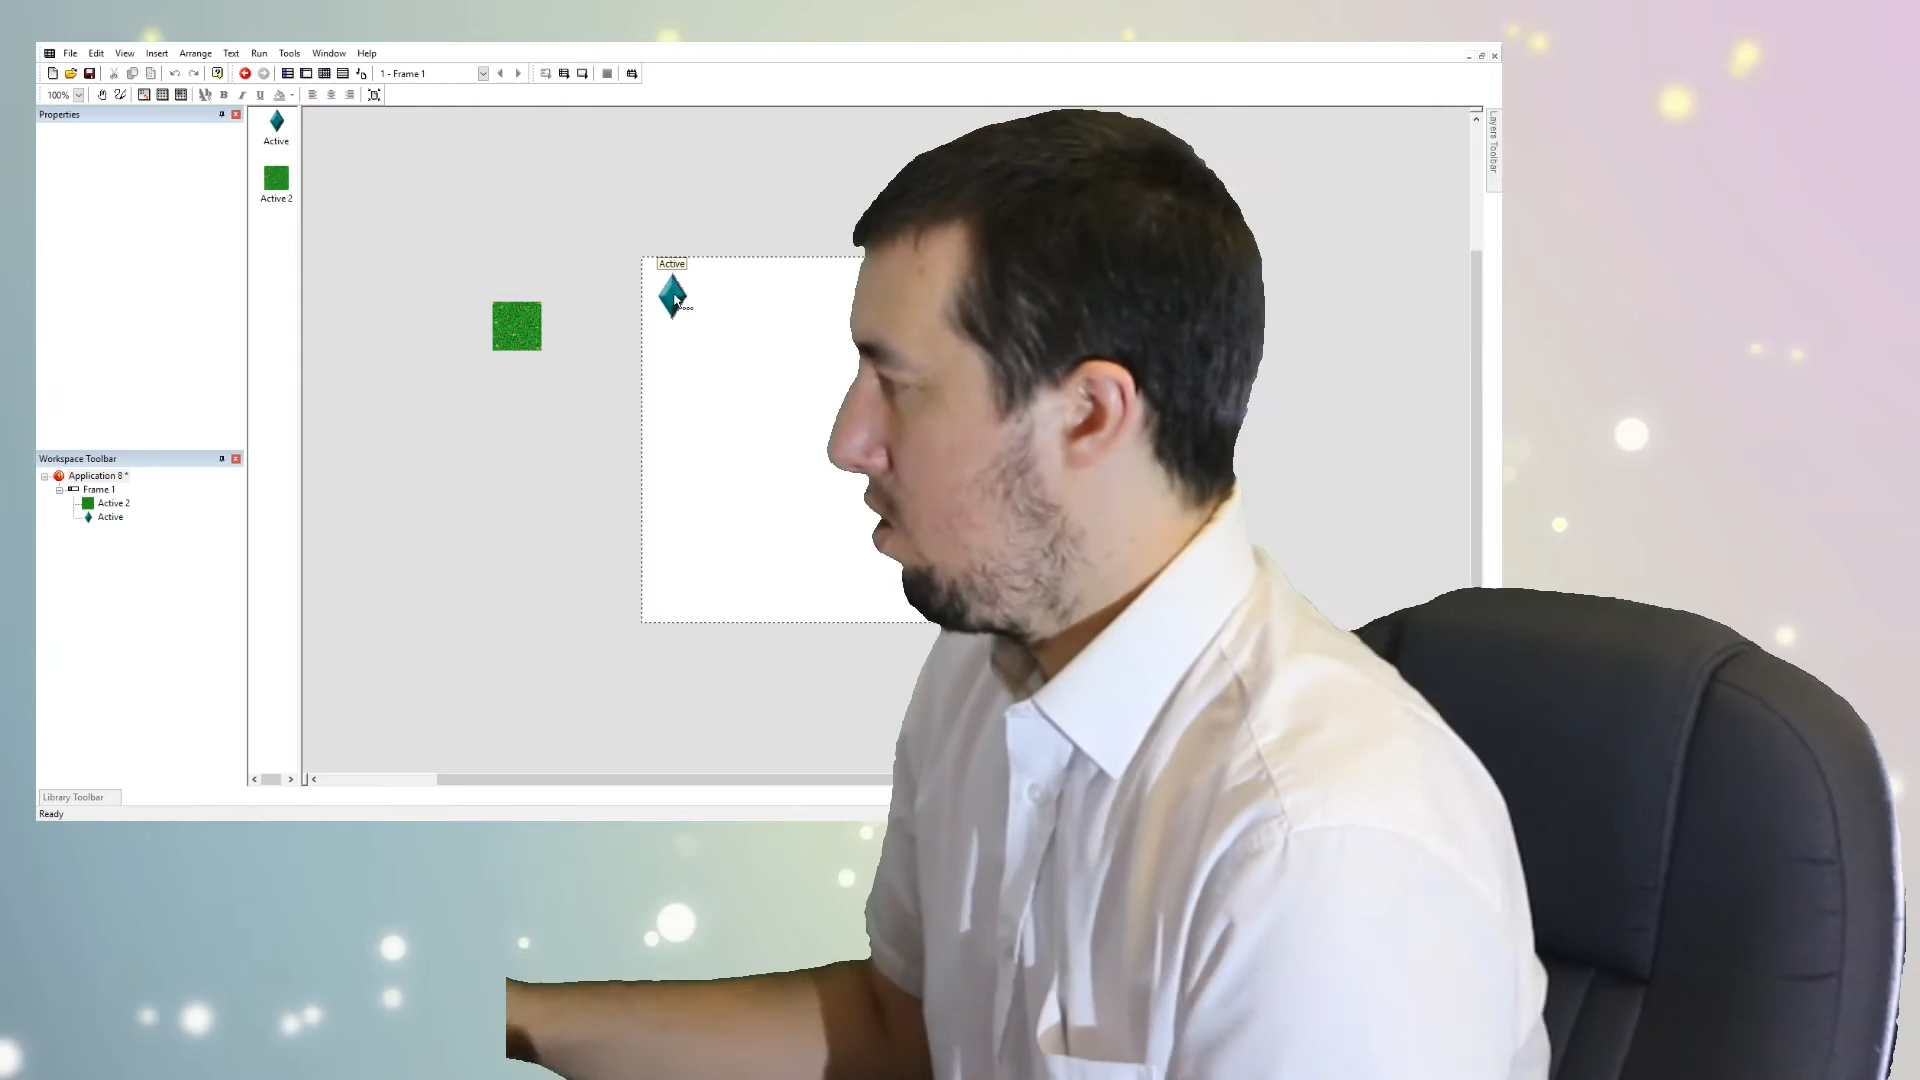 File Edit View Insert Arrange Text Run Tools Window Help
1 - Frame 1
100%
B I U
Properties
Active
Active 2
Active
Layers Toolbar
Workspace Toolbar
Application 8 *
Frame 1
Active 2
Active
Library Toolbar
Ready